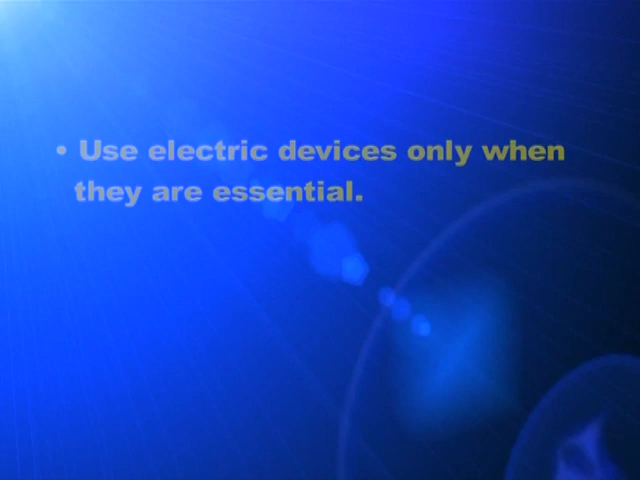 • Use electric devices only when
they are essential.